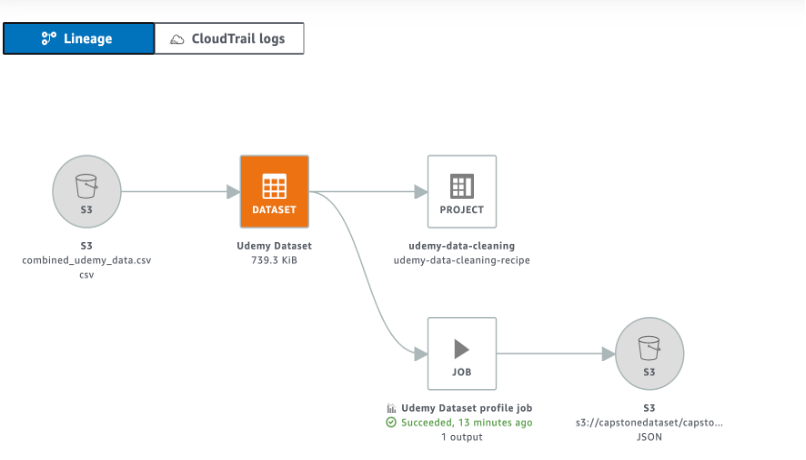 Lineage
CloudTrail logs
S3
DATASET
PROJECT
S3
combined_udemy_data.csv
csv
Udemy Dataset
739.3 KiB
udemy-data-cleaning
udemy-data-cleaning-recipe
JOB
S3
Udemy Dataset profile job
Succeeded, 13 minutes ago
1 output
S3
s3://capstonedataset/capsto...
JSON